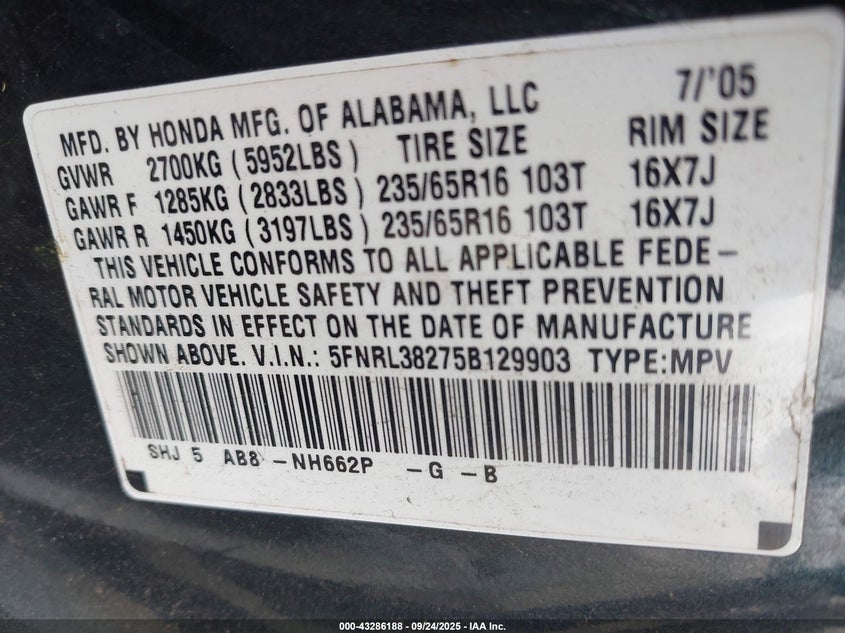 MFD. BY HONDA MFG. OF ALABAMA, LLC 7/'05
GVWR 2700KG (5952LBS) TIRE SIZE RIM SIZE
GAWR F 1285KG (2833LBS) 235/65R16 103T 16X7J
GAWR R 1450KG (3197LBS) 235/65R16 103T 16X7J
THIS VEHICLE CONFORMS TO ALL APPLICABLE FEDE-
RAL MOTOR VEHICLE SAFETY AND THEFT PREVENTION
STANDARDS IN EFFECT ON THE DATE OF MANUFACTURE
SHOWN ABOVE. V.I.N.: 5FNRL38275B129903 TYPE:MPV
SHJ 5 AB8 -NH662P -G -B
000-43286188 - 09/24/2025 - IAA Inc.